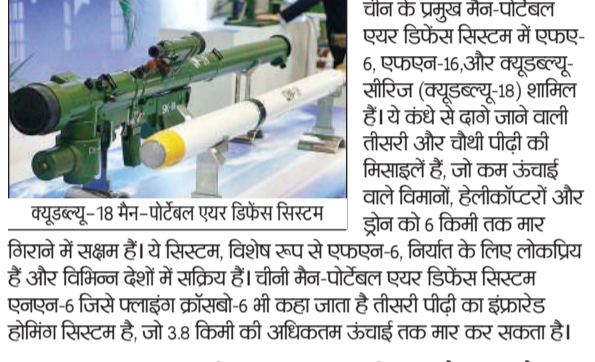 चीन के प्रमुख मैन-पोर्टेबल
एयर डिफेंस सिस्टम में एफए-
6, एफएन-16,और क्यूडब्ल्यू-
सीरिज (क्यूडब्ल्यू-18) शामिल
हैं। ये कंधे से दागे जाने वाली
तीसरी और चौथी पीढ़ी की
मिसाइलें हैं, जो कम ऊंचाई
वाले विमानों, हेलीकॉप्टरों और
ड्रोन को 6 किमी तक मार
क्यूडब्ल्यू-18 मैन-पोर्टेबल एयर डिफेंस सिस्टम
गिराने में सक्षम हैं। ये सिस्टम, विशेष रूप से एफएन-6, निर्यात के लिए लोकप्रिय
हैं और विभिन्न देशों में सक्रिय हैं। चीनी मैन-पोर्टेबल एयर डिफेंस सिस्टम
एनएन-6 जिसे फ्लाइंग क्रॉसबो-6 भी कहा जाता है तीसरी पीढ़ी का इंफ्रारेड
होमिंग सिस्टम है, जो 3.8 किमी की अधिकतम ऊंचाई तक मार कर सकता है।